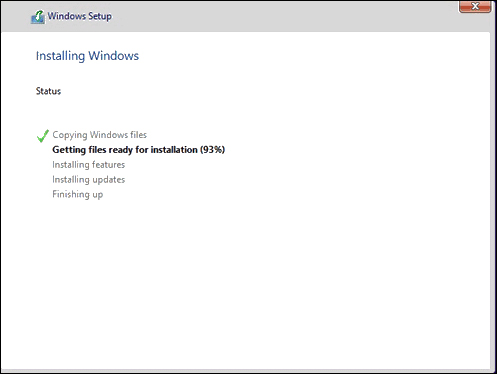 Windows Setup
Installing Windows
Status
Copying Windows files
Getting files ready for installation (93%)
Installing features
Installing updates
Finishing up